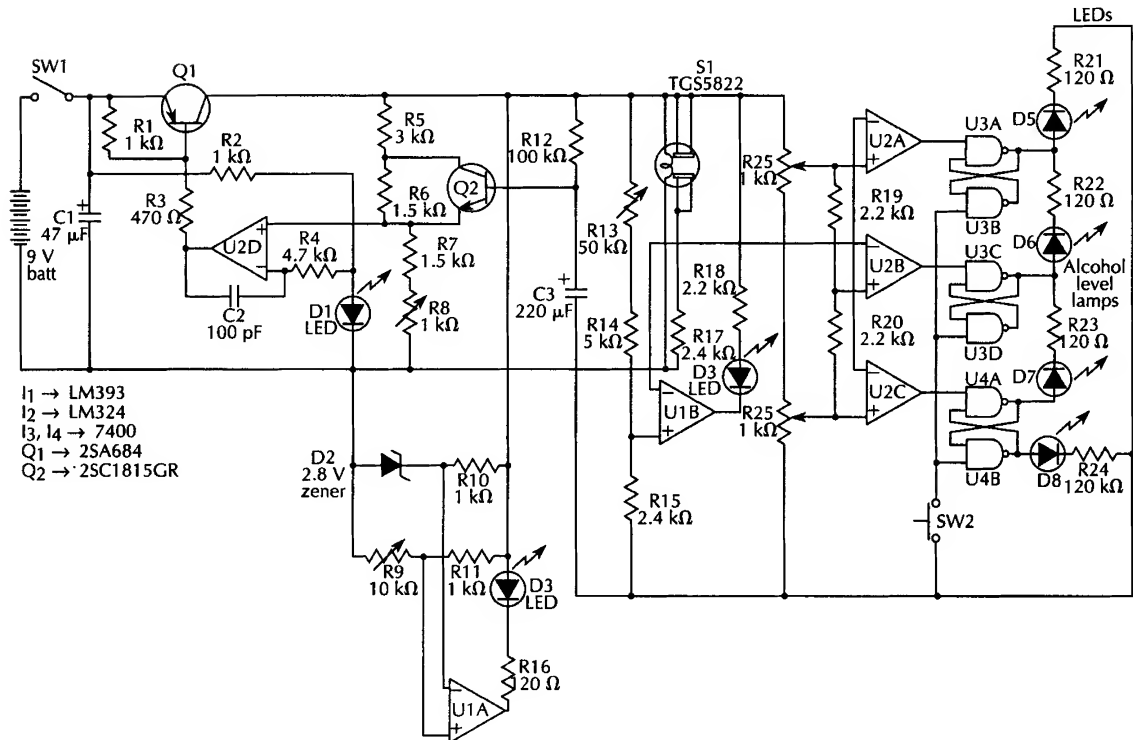 LEDs
SW1
Q1
S1
TGS5822
R21
120 Ω
R1
1 kΩ
R2
1 kΩ
R5
3 kΩ
R12
100 kΩ
D5
U3A
U2A
R25
1 kΩ
Q2
R6
1.5 kΩ
R3
470 Ω
C1
47 µF
+
9 V
batt
U2D
+
−
R4
4.7 kΩ
R7
1.5 kΩ
R13
50 kΩ
R19
2.2 kΩ
U3B
R22
120 Ω
U3C
D6
Alcohol
level
lamps
U2B
R18
2.2 kΩ
C2
100 pF
D1
LED
R8
1 kΩ
C3
220 µF
+
R14
5 kΩ
R17
2.4 kΩ
R20
2.2 kΩ
U3D
R23
120 Ω
D3
LED
U4A
D7
U2C
I1 → LM393
I2 → LM324
I3, I4 → 7400
Q1 → 2SA684
Q2 → 2SC1815GR
U1B
−
+
R25
1 kΩ
−
+
−
+
−
+
U4B
D8
R24
120 kΩ
D2
2.8 V
zener
R10
1 kΩ
R15
2.4 kΩ
SW2
R9
10 kΩ
R11
1 kΩ
D3
LED
R16
120 Ω
U1A
−
+